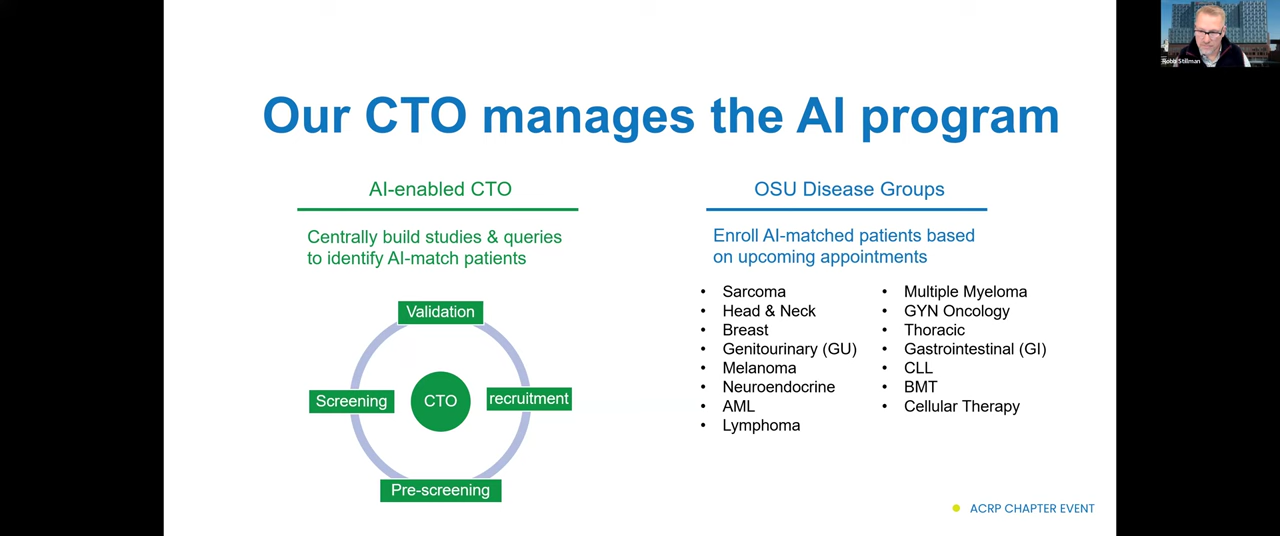 Our CTO manages the AI program
AI-enabled CTO
Centrally build studies & queries
to identify AI-match patients
Validation
Screening
CTO
recruitment
Pre-screening
OSU Disease Groups
Enroll AI-matched patients based
on upcoming appointments
• Sarcoma
• Head & Neck
• Breast
• Genitourinary (GU)
• Melanoma
• Neuroendocrine
• AML
• Lymphoma
• Multiple Myeloma
• GYN Oncology
• Thoracic
• Gastrointestinal (GI)
• CLL
• BMT
• Cellular Therapy
ACRP CHAPTER EVENT
Robb Stillman